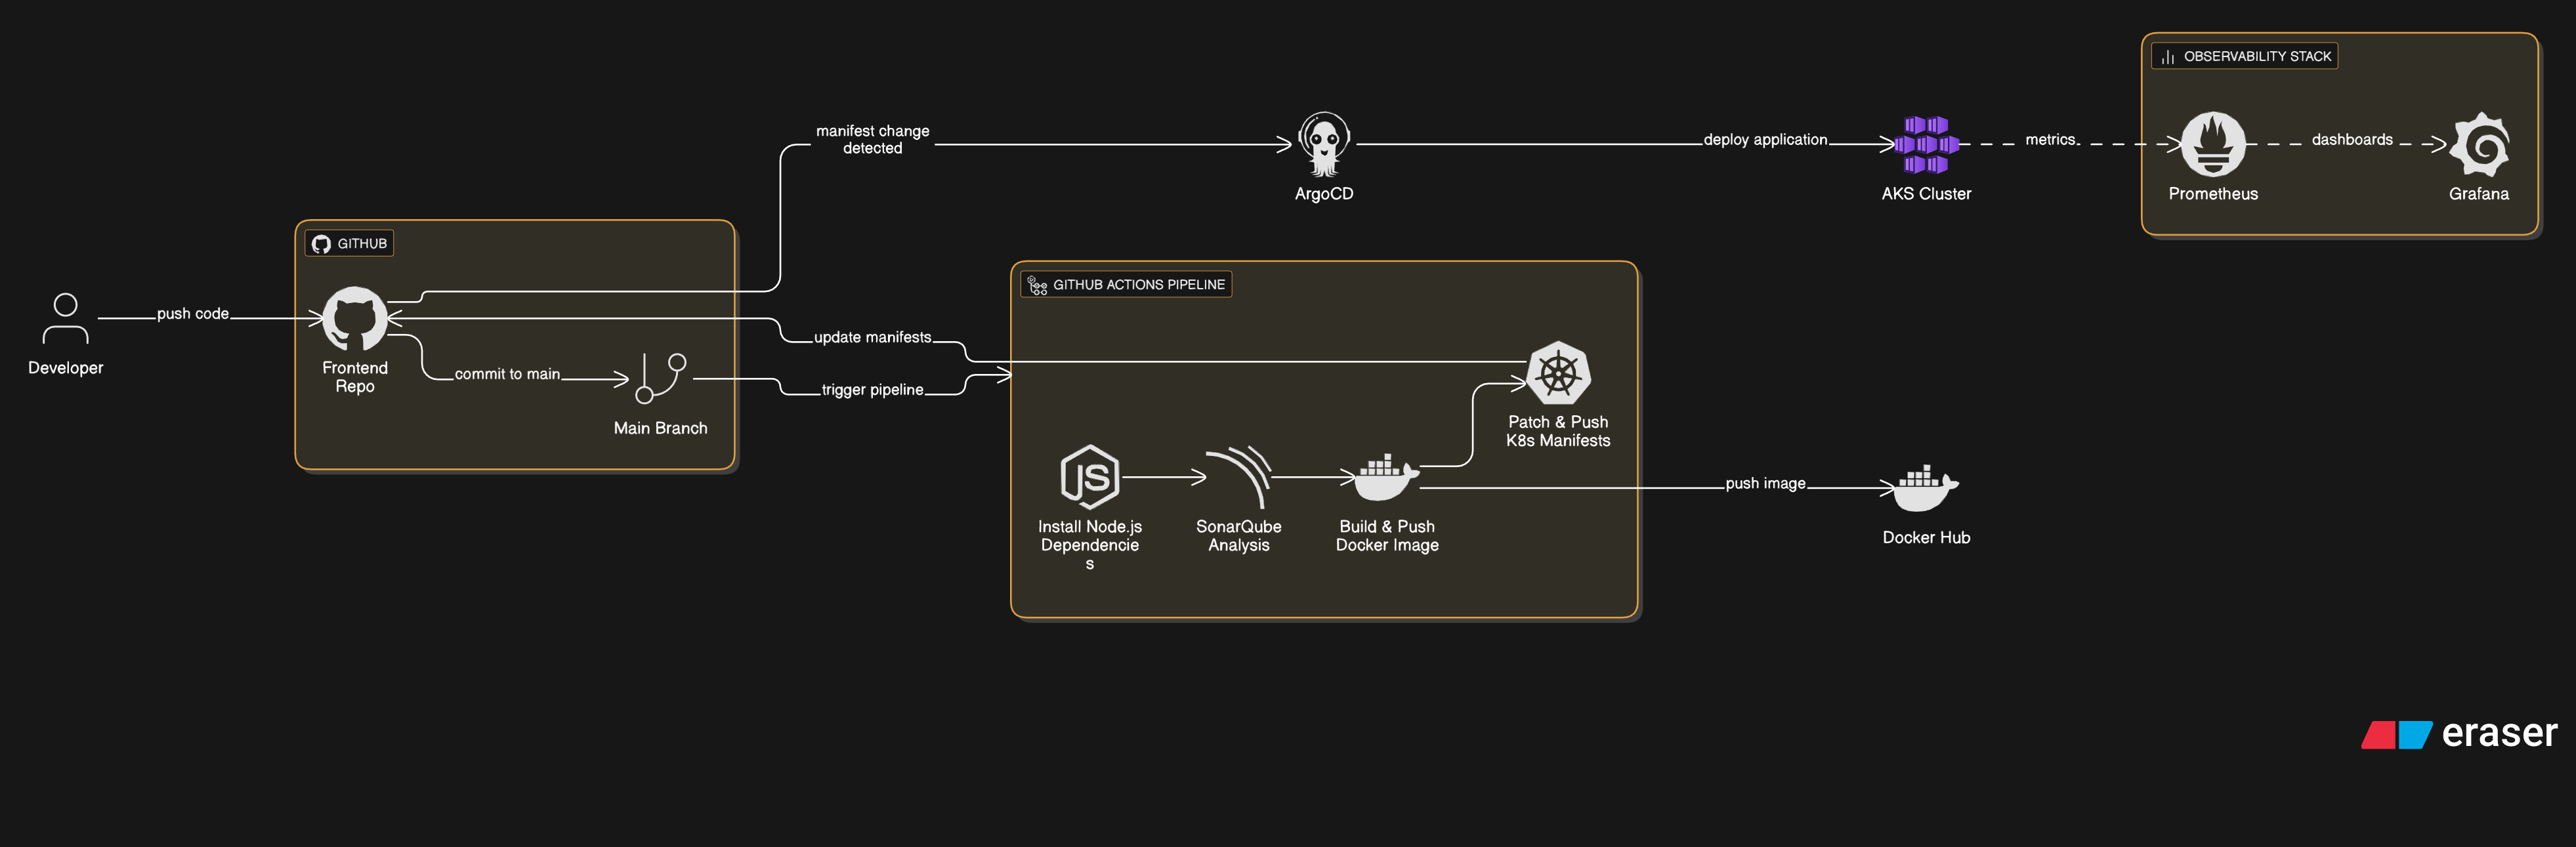 OBSERVABILITY STACK
manifest change
detected
deploy application
metrics
dashboards
ArgoCD
AKS Cluster
Prometheus
Grafana
GITHUB
GITHUB ACTIONS PIPELINE
push code
update manifests
Developer
Frontend
Repo
commit to main
trigger pipeline
Main Branch
Patch & Push
K8s Manifests
JS
push image
Install Node.js
Dependencie
s
SonarQube
Analysis
Build & Push
Docker Image
Docker Hub
eraser